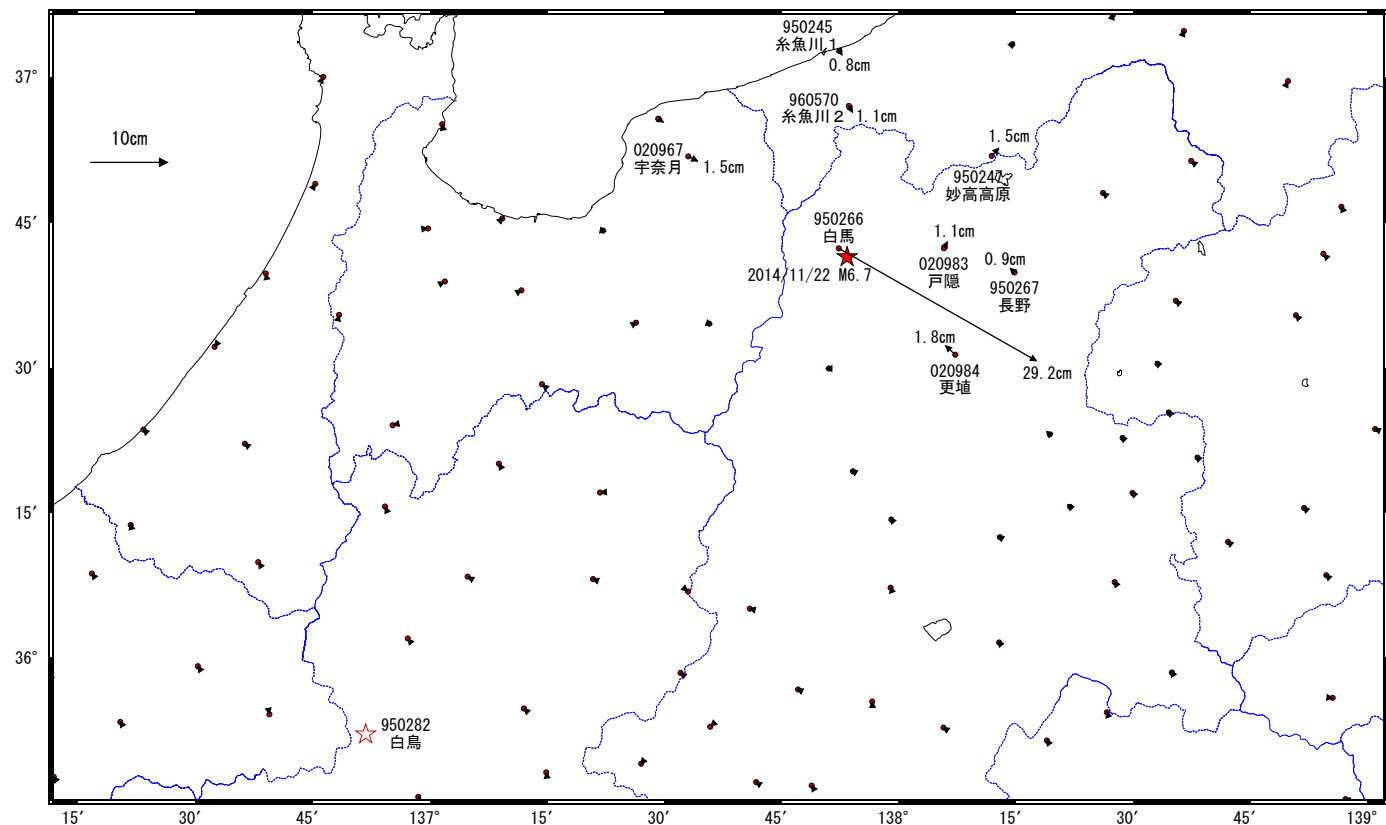 950245
糸魚川１
0.8cm
37°
960570
糸魚川２
1.1cm
10cm
1.5cm
020967
宇奈月
1.5cm
950247
妙高高原
45′
950266
白馬
1.1cm
0.9cm
2014/11/22 M6.7
020983
戸隠
950267
長野
1.8cm
30′
020984
更埴
29.2cm
15′
36°
950282
白鳥
15′
30′
45′
137°
15′
30′
45′
138°
15′
30′
45′
139°